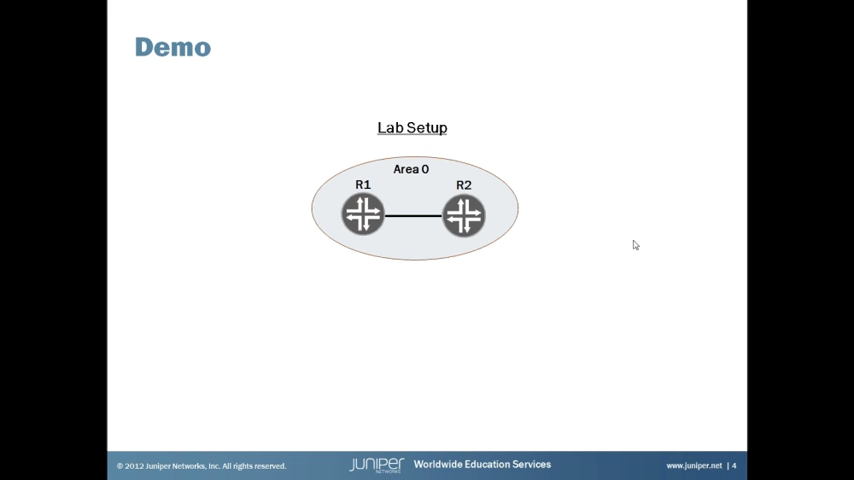 Demo
Lab Setup
Area 0
R1 R2
© 2012 Juniper Networks, Inc. All rights reserved. JUNIPER NETWORKS Worldwide Education Services www.juniper.net | 4